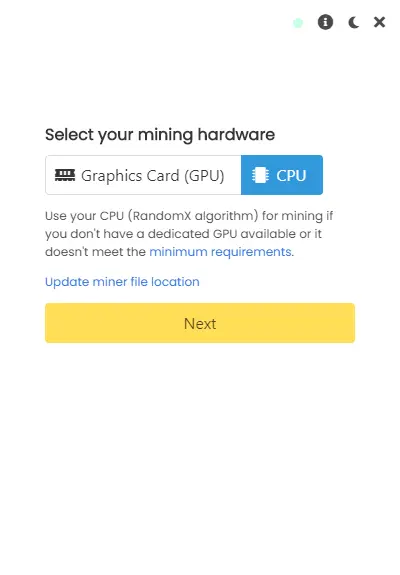 Select your mining hardware
Graphics Card (GPU) CPU
Use your CPU (RandomX algorithm) for mining if
you don't have a dedicated GPU available or it
doesn't meet the minimum requirements.
Update miner file location
Next